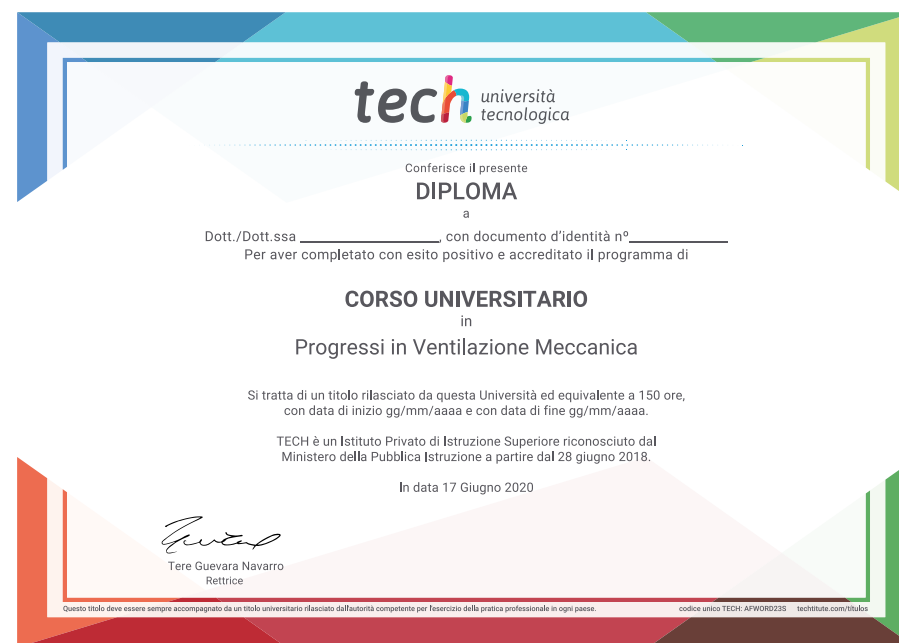 tech università
tecnologica
Conferisce il presente
DIPLOMA
a
Dott./Dott.ssa ________________, con documento d'identità nº___________
Per aver completato con esito positivo e accreditato il programma di
CORSO UNIVERSITARIO
in
Progressi in Ventilazione Meccanica
Si tratta di un titolo rilasciato da questa Università ed equivalente a 150 ore,
con data di inizio gg/mm/aaaa e con data di fine gg/mm/aaaa.
TECH è un Istituto Privato di Istruzione Superiore riconosciuto dal
Ministero della Pubblica Istruzione a partire dal 28 giugno 2018.
In data 17 Giugno 2020
Tere Guevara Navarro
Rettrice
Questo titolo deve essere sempre accompagnato da un titolo universitario rilasciato dall'autorità competente per l'esercizio della pratica professionale in ogni paese. codice unico TECH: AFWORD23S techtitute.com/titulos